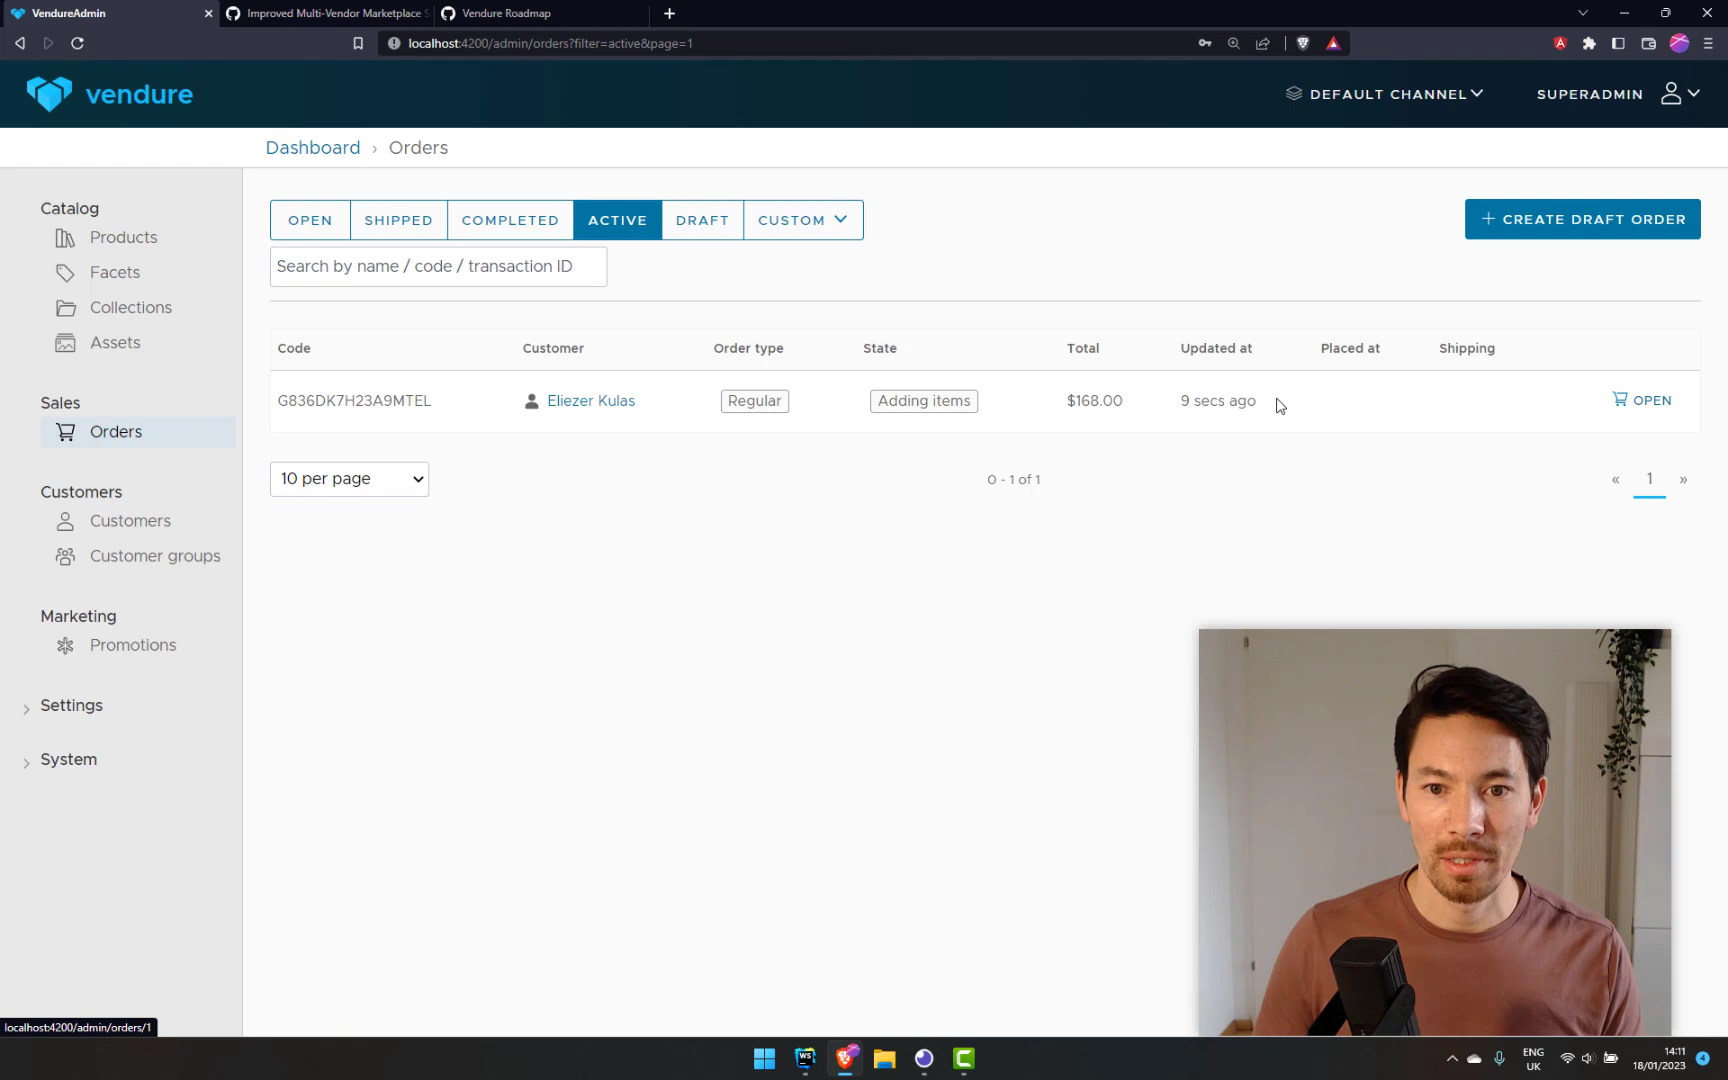 VendureAdmin
Improved Multi-Vendor Marketplace S
Vendure Roadmap
localhost:4200/admin/orders?filter=active&page=1
vendure
DEFAULT CHANNEL
SUPERADMIN
Dashboard › Orders
Catalog
Products
Facets
Collections
Assets
Sales
Orders
Customers
Customers
Customer groups
Marketing
Promotions
Settings
System
OPEN
SHIPPED
COMPLETED
ACTIVE
DRAFT
CUSTOM
+ CREATE DRAFT ORDER
Search by name / code / transaction ID
Code Customer Order type State Total Updated at Placed at Shipping
G836DK7H23A9MTEL Eliezer Kulas Regular Adding items $168.00 9 secs ago OPEN
10 per page
0 - 1 of 1
« 1 »
localhost:4200/admin/orders/1
WS
ENG
UK
14:11
18/01/2023
4